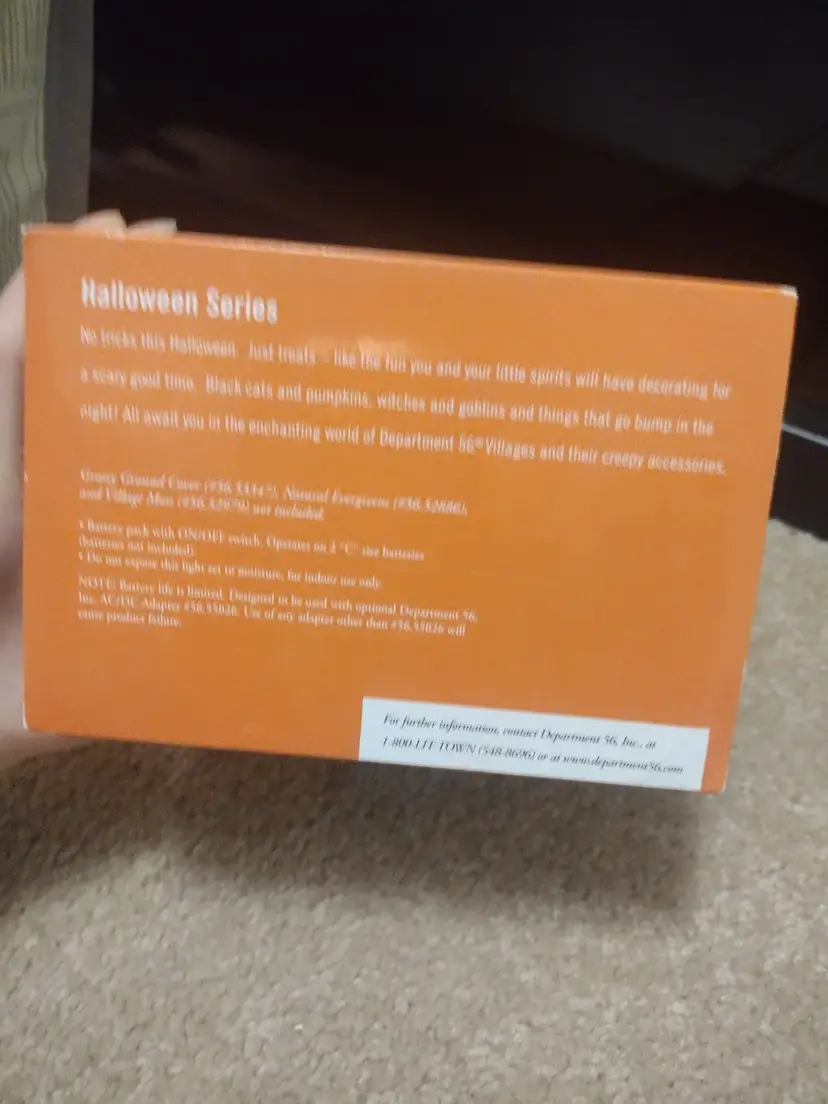 Halloween Series
No tricks this Halloween. Just treats – like the fun you and your little spirits will have decorating for
a scary good time. Black cats and pumpkins, witches and goblins and things that go bump in the
night! All await you in the enchanting world of Department 56® Villages and their creepy accessories.
Grassy Ground Cover (#56.53347), Natural Evergreens (#56.52886),
and Village Moss (#56.52979) not included.
• Battery pack with ON/OFF switch. Operates on 2 "C" size batteries
(batteries not included).
• Do not expose this light set to moisture, for indoor use only.
NOTE: Battery life is limited. Designed to be used with optional Department 56,
Inc. AC/DC Adapter #56.55026. Use of any adapter other than #56.55026 will
cause product failure.
For further information, contact Department 56, Inc., at
1-800-LIT TOWN (548-8696) or at www.department56.com